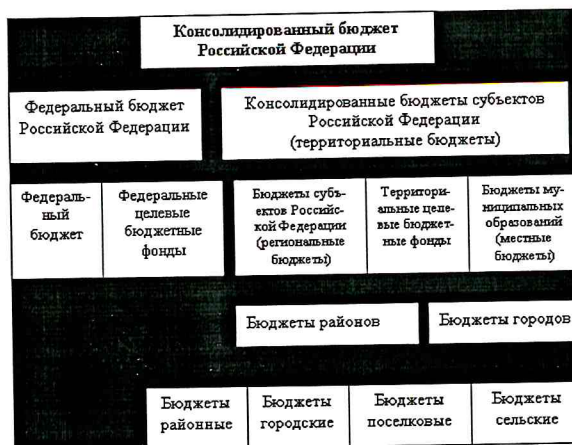 Консолидированный бюджет
Российской Федерации
Федеральный бюджет
Российской Федерации
Консолидированные бюджеты субъектов
Российской Федерации
(территориальные бюджеты)
Федераль-
ный
бюджет
Федеральные
целевые
бюджетные
фонды
Бюджеты субъ-
ектов Российс-
кой Федерации
(региональные
бюджеты)
Территори-
альные целе-
вые бюджет-
ные фонды
Бюджеты му-
ниципальных
образований
(местные
бюджеты)
Бюджеты районов
Бюджеты городов
Бюджеты
районные
Бюджеты
городские
Бюджеты
поселковые
Бюджеты
сельские